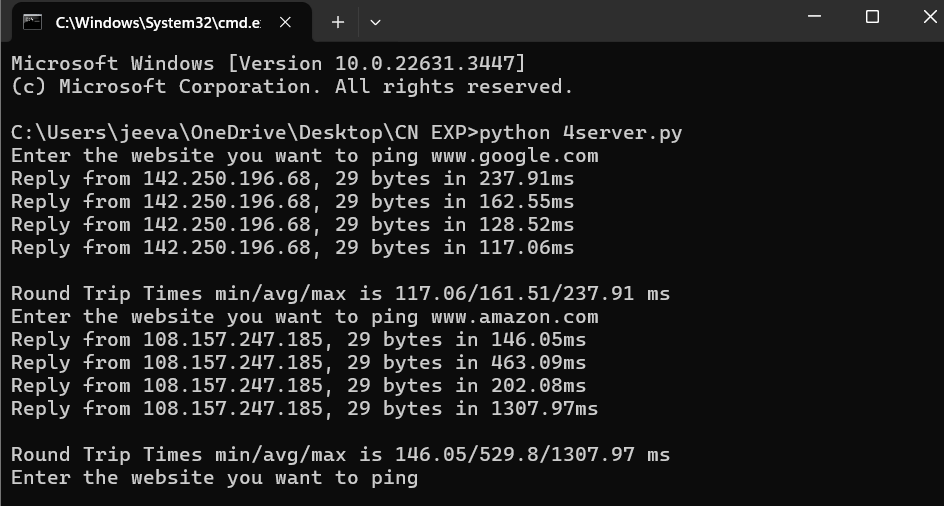 C:\Windows\System32\cmd.e
Microsoft Windows [Version 10.0.22631.3447]
(c) Microsoft Corporation. All rights reserved.
C:\Users\jeeva\OneDrive\Desktop\CN EXP>python 4server.py
Enter the website you want to ping www.google.com
Reply from 142.250.196.68, 29 bytes in 237.91ms
Reply from 142.250.196.68, 29 bytes in 162.55ms
Reply from 142.250.196.68, 29 bytes in 128.52ms
Reply from 142.250.196.68, 29 bytes in 117.06ms
Round Trip Times min/avg/max is 117.06/161.51/237.91 ms
Enter the website you want to ping www.amazon.com
Reply from 108.157.247.185, 29 bytes in 146.05ms
Reply from 108.157.247.185, 29 bytes in 463.09ms
Reply from 108.157.247.185, 29 bytes in 202.08ms
Reply from 108.157.247.185, 29 bytes in 1307.97ms
Round Trip Times min/avg/max is 146.05/529.8/1307.97 ms
Enter the website you want to ping